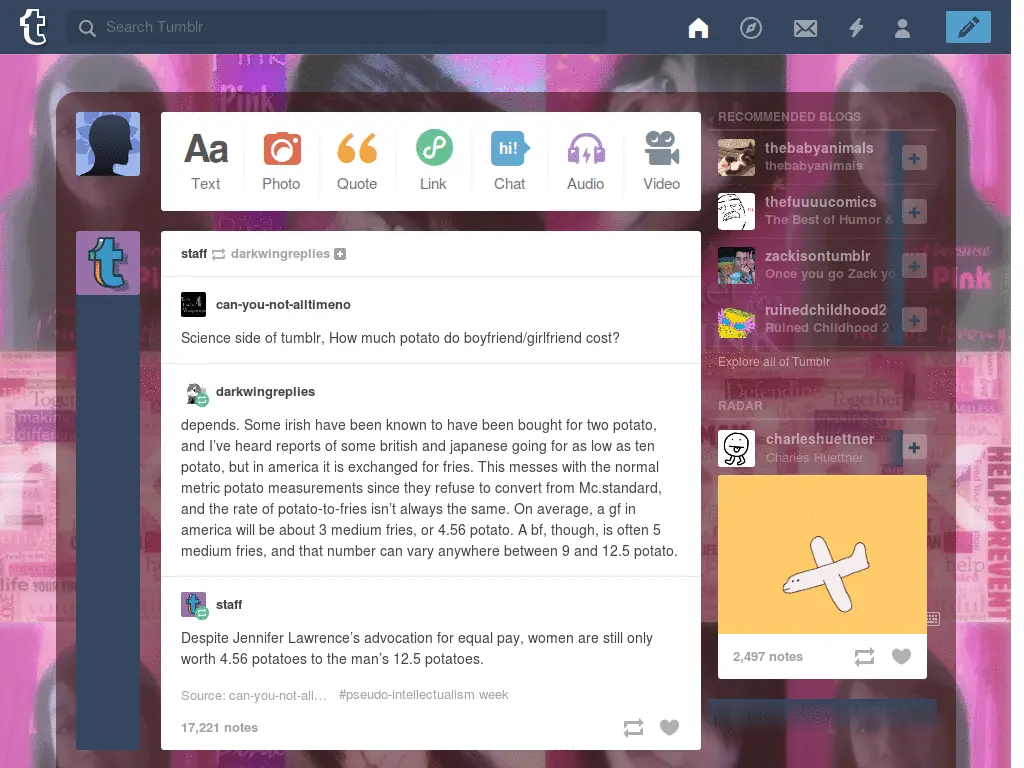 Search Tumblr
Aa
hi!
Text
Photo
Quote
Link
Chat
Audio
Video
staff darkwingreplies
can-you-not-alltimeno
Science side of tumblr, How much potato do boyfriend/girlfriend cost?
darkwingreplies
depends. Some irish have been known to have been bought for two potato,
and I've heard reports of some british and japanese going for as low as ten
potato, but in america it is exchanged for fries. This messes with the normal
metric potato measurements since they refuse to convert from Mc.standard,
and the rate of potato-to-fries isn't always the same. On average, a gf in
america will be about 3 medium fries, or 4.56 potato. A bf, though, is often 5
medium fries, and that number can vary anywhere between 9 and 12.5 potato.
staff
Despite Jennifer Lawrence's advocation for equal pay, women are still only
worth 4.56 potatoes to the man's 12.5 potatoes.
Source: can-you-not-all… #pseudo-intellectualism week
17,221 notes
RECOMMENDED BLOGS
thebabyanimals
thebabyanimals
thefuuuucomics
The Best of Humor &
zackisontumblr
Once you go Zack yo
ruinedchildhood2
Ruined Childhood 2
Explore all of Tumblr
RADAR
charleshuettner
Charles Huettner
2,497 notes
Pink
Pink
Together
making
Defending
Together
life
HELP PREVENT
help